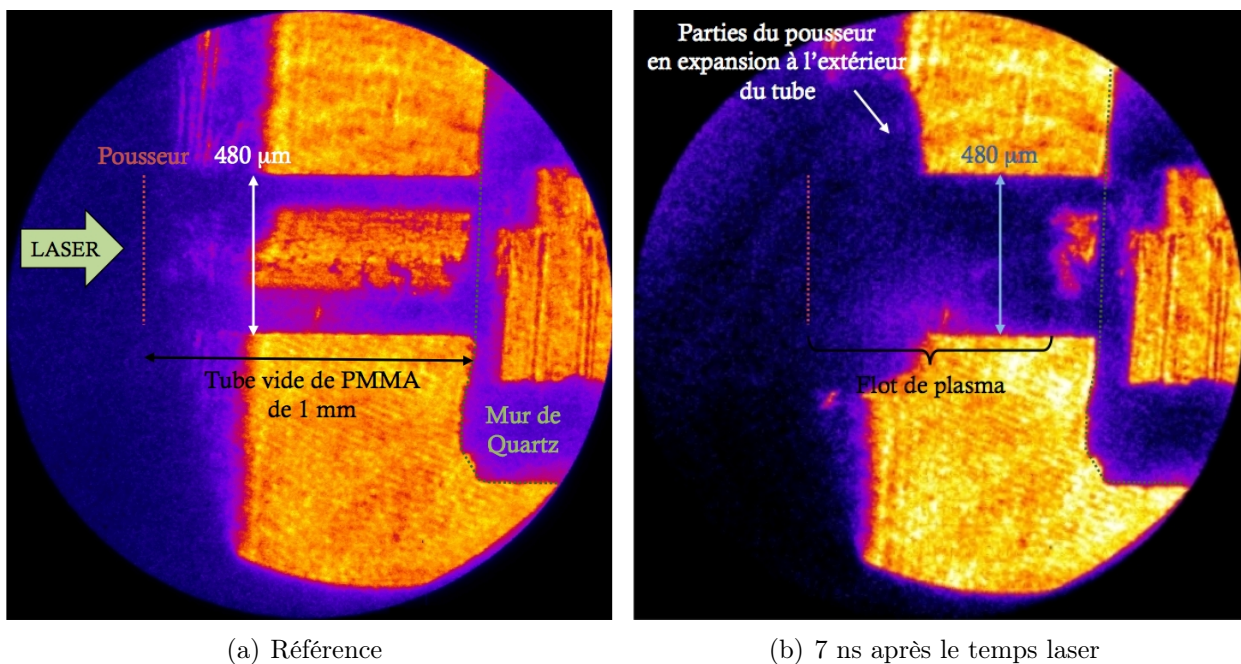 Pousseur
480 μm
LASER
Tube vide de PMMA
de 1 mm
Mur de
Quartz
(a) Référence
Parties du pousseur
en expansion à l'extérieur
du tube
480 μm
Flot de plasma
(b) 7 ns après le temps laser